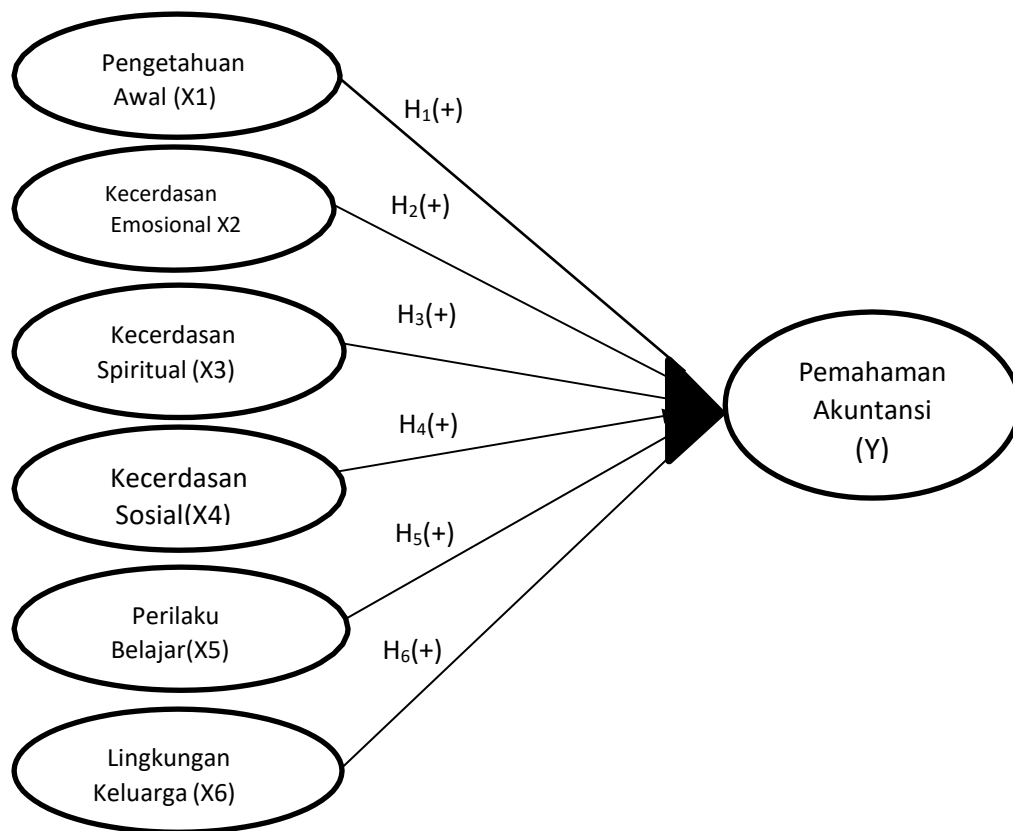 Pengetahuan
Awal (X1)
H₁(+)
Kecerdasan
Emosional X2
H₂(+)
Kecerdasan
Spiritual (X3)
H₃(+)
Kecerdasan
Sosial(X4)
H₄(+)
Perilaku
Belajar(X5)
H₅(+)
Lingkungan
Keluarga (X6)
H₆(+)
Pemahaman
Akuntansi
(Y)